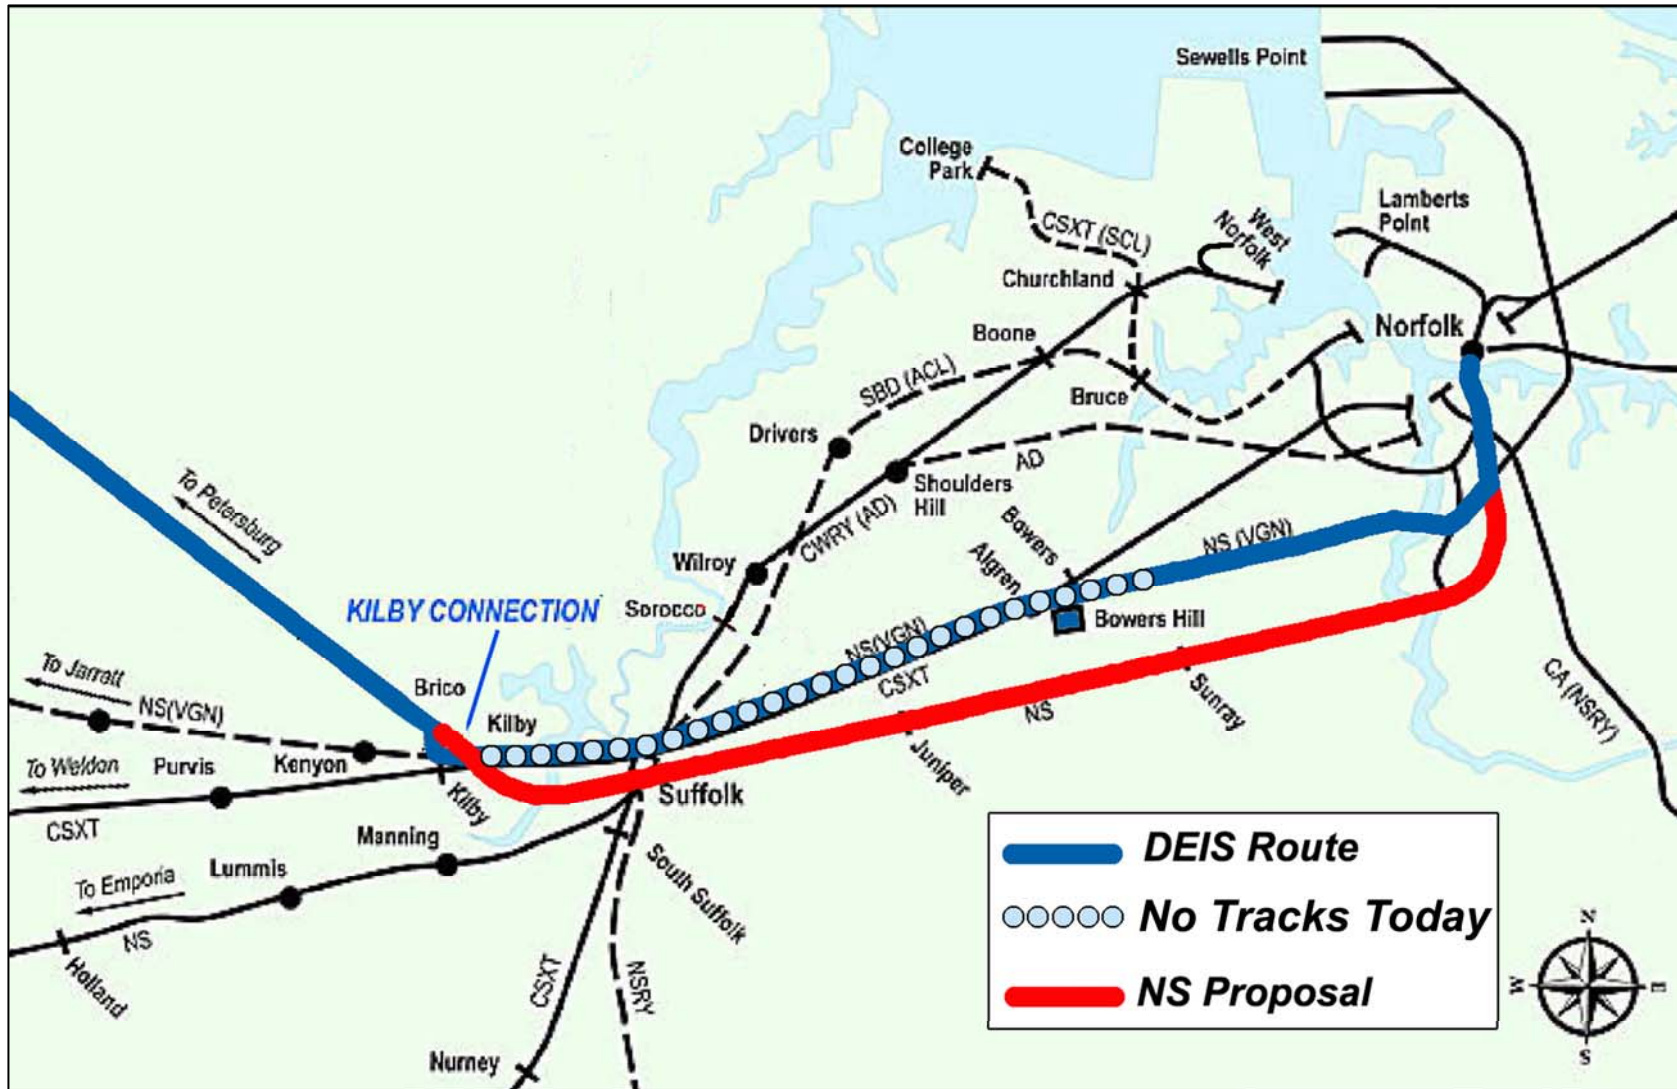 Sewells Point
College
Park
CSXT (SCL)
West
Norfolk
Lamberts
Point
Churchland
Boone
Norfolk
SBD (ACL)
Bruce
Drivers
AD
Shoulders
Hill
To Petersburg
CWRY (AD)
Bowers
Algren
NS (VGN)
Wilroy
KILBY CONNECTION
Sorocco
Bowers Hill
NS(VGN)
CSXT
To Jarratt
NS(VGN)
Brico
Kilby
Sunray
CA (NSRY)
NS
Juniper
To Weldon
Purvis
Kenyon
Kilby
Suffolk
CSXT
Manning
South Suffolk
To Emporia
Lummis
NS
Holland
CSXT
NSRY
Nurney
DEIS Route
No Tracks Today
NS Proposal
N
W
E
S